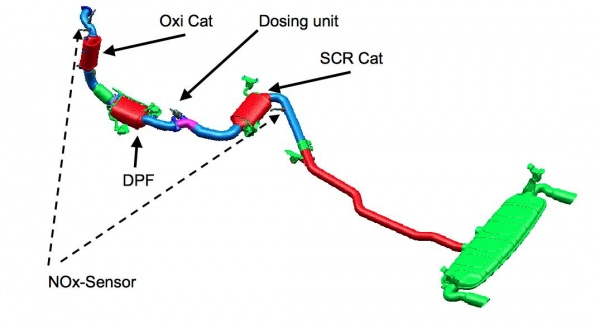 Oxi Cat
Dosing unit
SCR Cat
DPF
NOx-Sensor